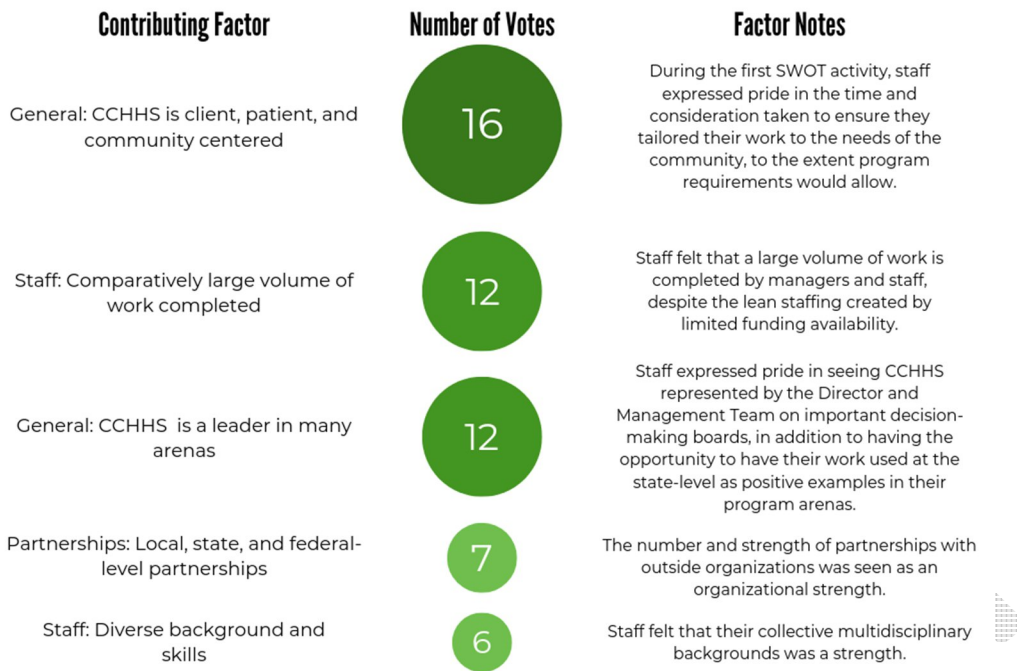 Contributing Factor
Number of Votes
Factor Notes
General: CCHHS is client, patient, and
community centered
16
During the first SWOT activity, staff
expressed pride in the time and
consideration taken to ensure they
tailored their work to the needs of the
community, to the extent program
requirements would allow.
Staff: Comparatively large volume of
work completed
12
Staff felt that a large volume of work is
completed by managers and staff,
despite the lean staffing created by
limited funding availability.
General: CCHHS is a leader in many
arenas
12
Staff expressed pride in seeing CCHHS
represented by the Director and
Management Team on important decision-
making boards, in addition to having the
opportunity to have their work used at the
state-level as positive examples in their
program arenas.
Partnerships: Local, state, and federal-
level partnerships
7
The number and strength of partnerships with
outside organizations was seen as an
organizational strength.
Staff: Diverse background and
skills
6
Staff felt that their collective multidisciplinary
backgrounds was a strength.